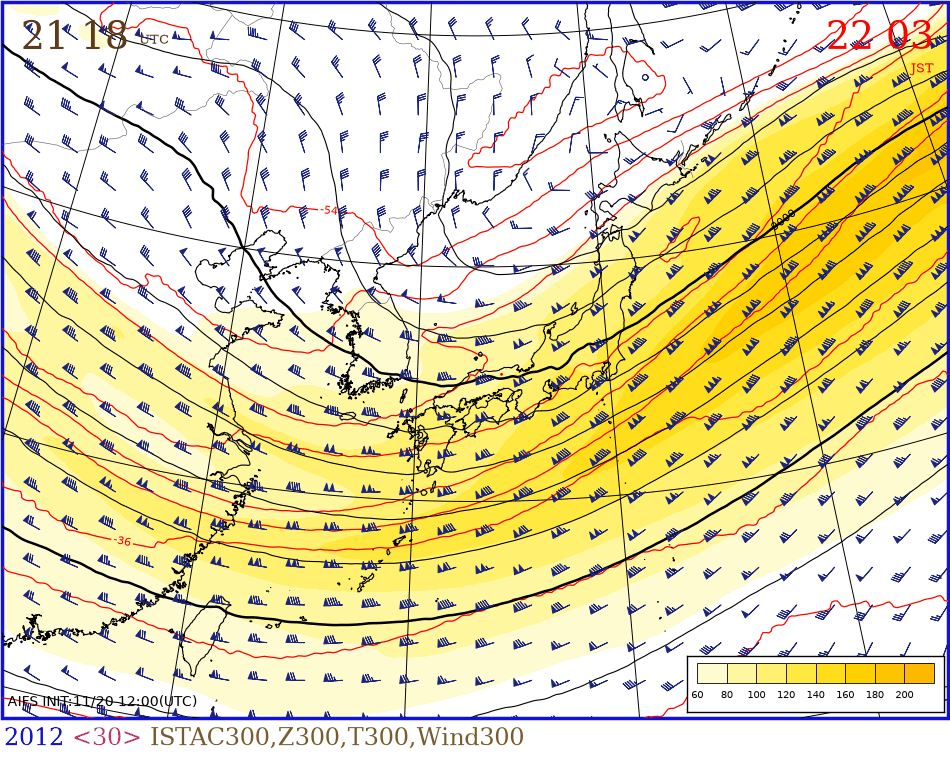 21 18 UTC
22 03
JST
-54
9000
-36
60 80 100 120 140 160 180 200
AIFS INIT:11/20 12:00(UTC)
2012 <30> ISTAC300,Z300,T300,Wind300